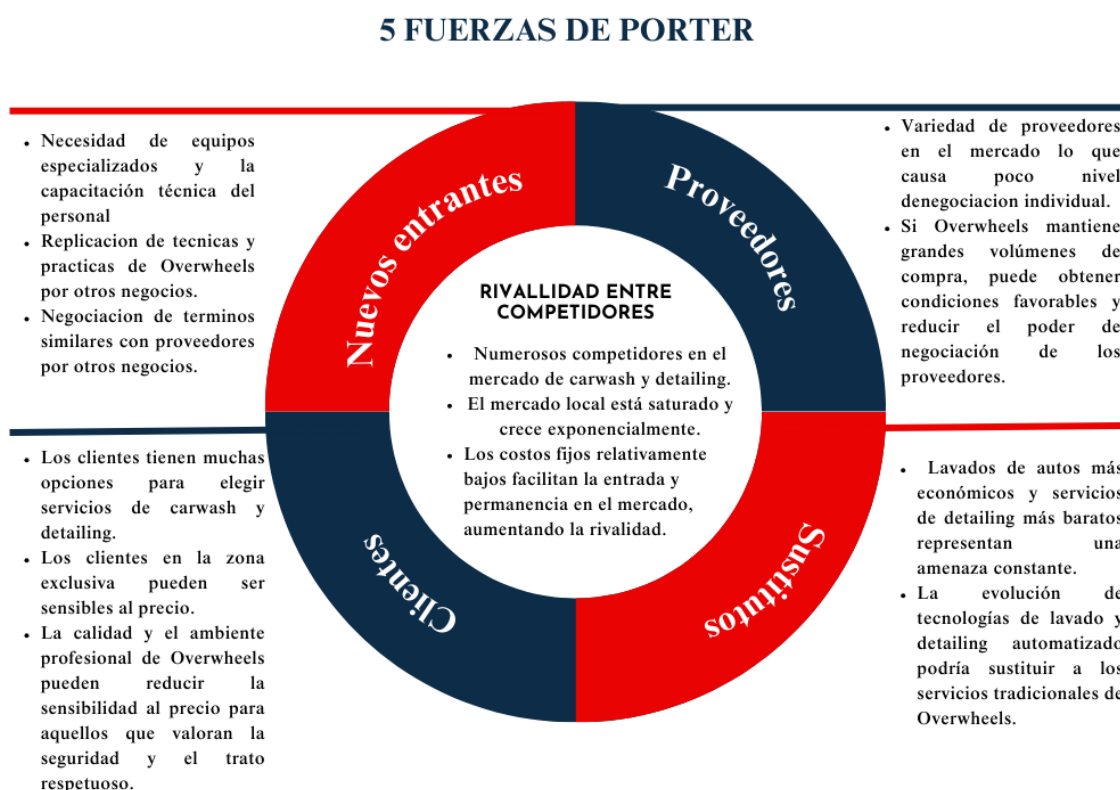 5 FUERZAS DE PORTER
Nuevos entrantes
• Necesidad de equipos
especializados y la
capacitación técnica del
personal
• Replicacion de tecnicas y
practicas de Overwheels
por otros negocios.
• Negociacion de terminos
similares con proveedores
por otros negocios.
Proveedores
• Variedad de proveedores
en el mercado lo que
causa poco nivel
denegociacion individual.
• Si Overwheels mantiene
grandes volúmenes de
compra, puede obtener
condiciones favorables y
reducir el poder de
negociación de los
proveedores.
RIVALLIDAD ENTRE
COMPETIDORES
• Numerosos competidores en el
mercado de carwash y detailing.
• El mercado local está saturado y
crece exponencialmente.
• Los costos fijos relativamente
bajos facilitan la entrada y
permanencia en el mercado,
aumentando la rivalidad.
Clientes
• Los clientes tienen muchas
opciones para elegir
servicios de carwash y
detailing.
• Los clientes en la zona
exclusiva pueden ser
sensibles al precio.
• La calidad y el ambiente
profesional de Overwheels
pueden reducir la
sensibilidad al precio para
aquellos que valoran la
seguridad y el trato
respetuoso.
Sustitutos
• Lavados de autos más
económicos y servicios
de detailing más baratos
representan una
amenaza constante.
• La evolución de
tecnologías de lavado y
detailing automatizado
podría sustituir a los
servicios tradicionales de
Overwheels.